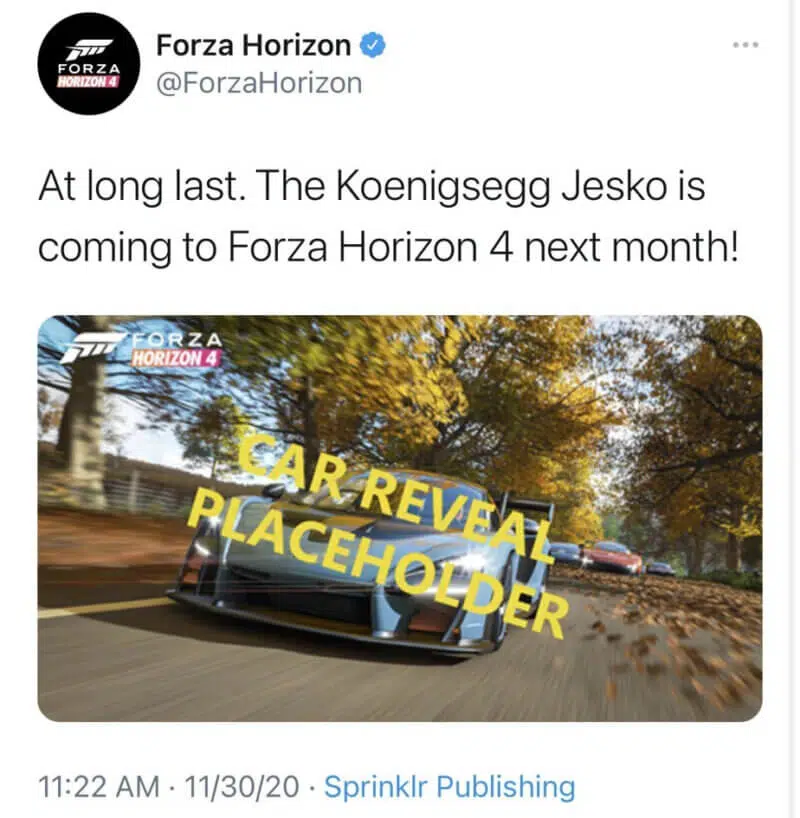 FORZA
HORIZON 4
Forza Horizon
@ForzaHorizon
At long last. The Koenigsegg Jesko is
coming to Forza Horizon 4 next month!
FORZA
HORIZON 4
CAR REVEAL
PLACEHOLDER
11:22 AM · 11/30/20 · Sprinklr Publishing